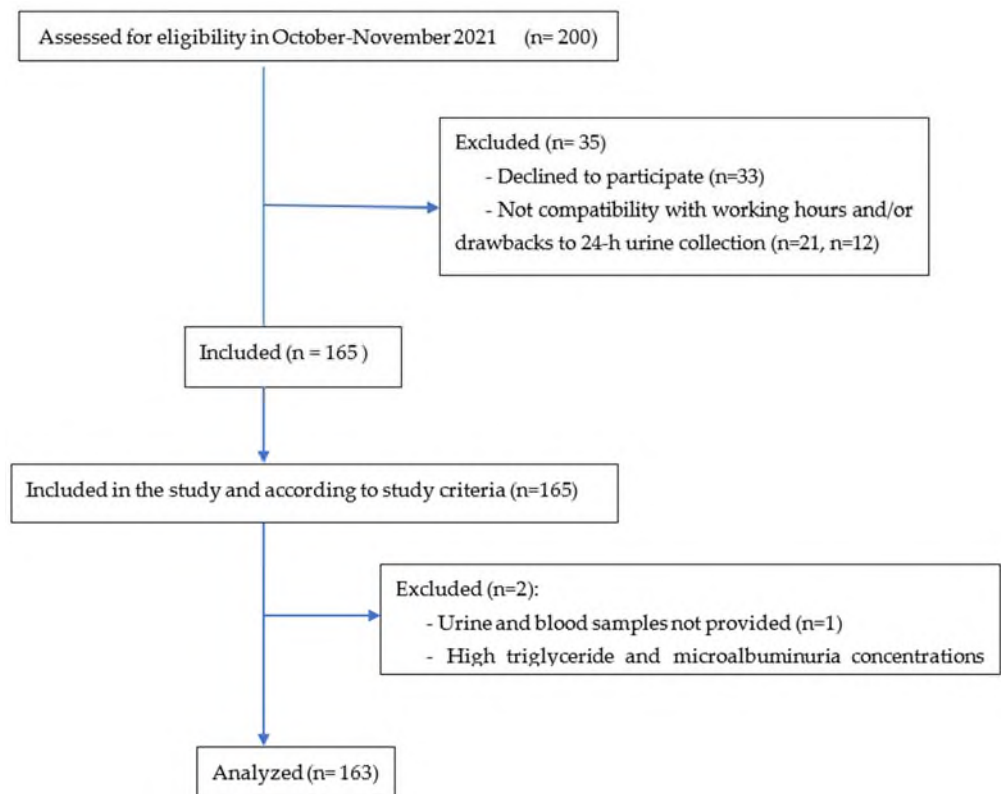 Assessed for eligibility in October-November 2021 (n= 200)
Excluded (n= 35)
- Declined to participate (n=33)
- Not compatibility with working hours and/or
drawbacks to 24-h urine collection (n=21, n=12)
Included (n = 165 )
Included in the study and according to study criteria (n=165)
Excluded (n=2):
- Urine and blood samples not provided (n=1)
- High triglyceride and microalbuminuria concentrations
Analyzed (n= 163)